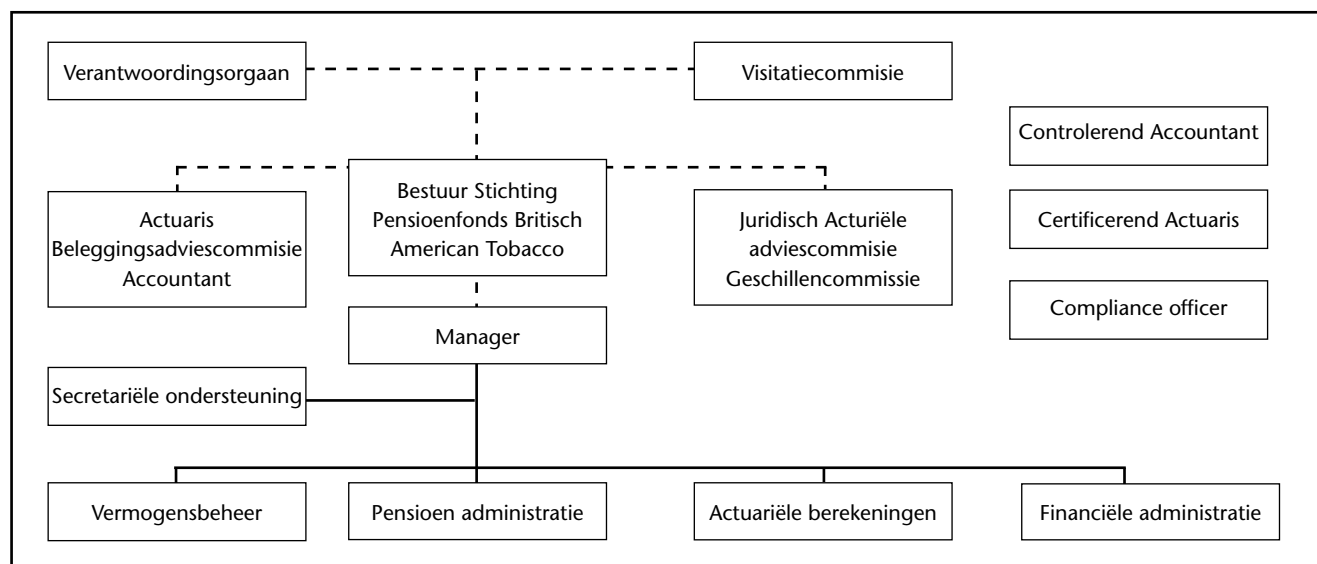 Verantwoordingsorgaan
Visitatiecommisie
Controlerend Accountant
Bestuur Stichting
Pensioenfonds Britisch
American Tobacco
Actuaris
Beleggingsadviescommisie
Accountant
Juridisch Acturiële
adviescommisie
Geschillencommissie
Certificerend Actuaris
Compliance officer
Manager
Secretariële ondersteuning
Vermogensbeheer
Pensioen administratie
Actuariële berekeningen
Financiële administratie